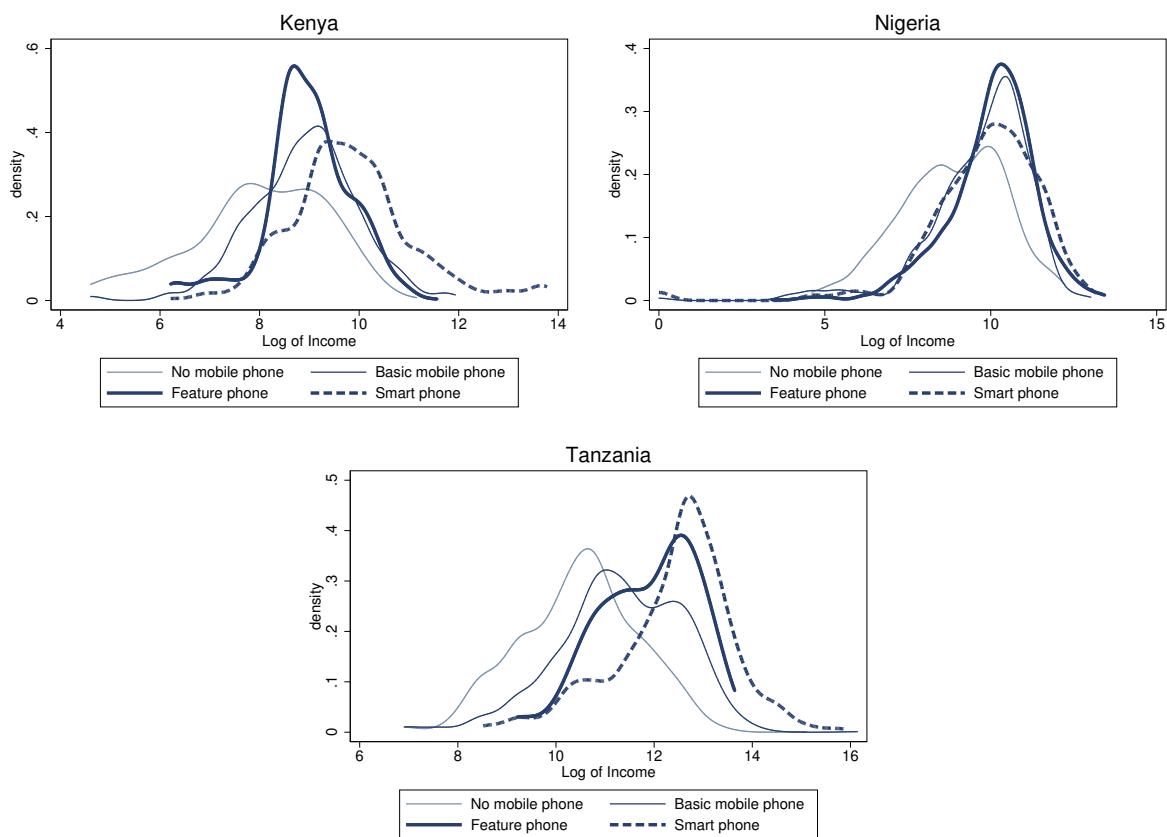 Kenya
.6
.4
.2
0
density
4 6 8 10 12 14
Log of Income
No mobile phone Basic mobile phone
Feature phone Smart phone
Nigeria
.4
.3
.2
.1
0
density
0 5 10 15
Log of Income
No mobile phone Basic mobile phone
Feature phone Smart phone
Tanzania
.5
.4
.3
.2
.1
0
density
6 8 10 12 14 16
Log of Income
No mobile phone Basic mobile phone
Feature phone Smart phone